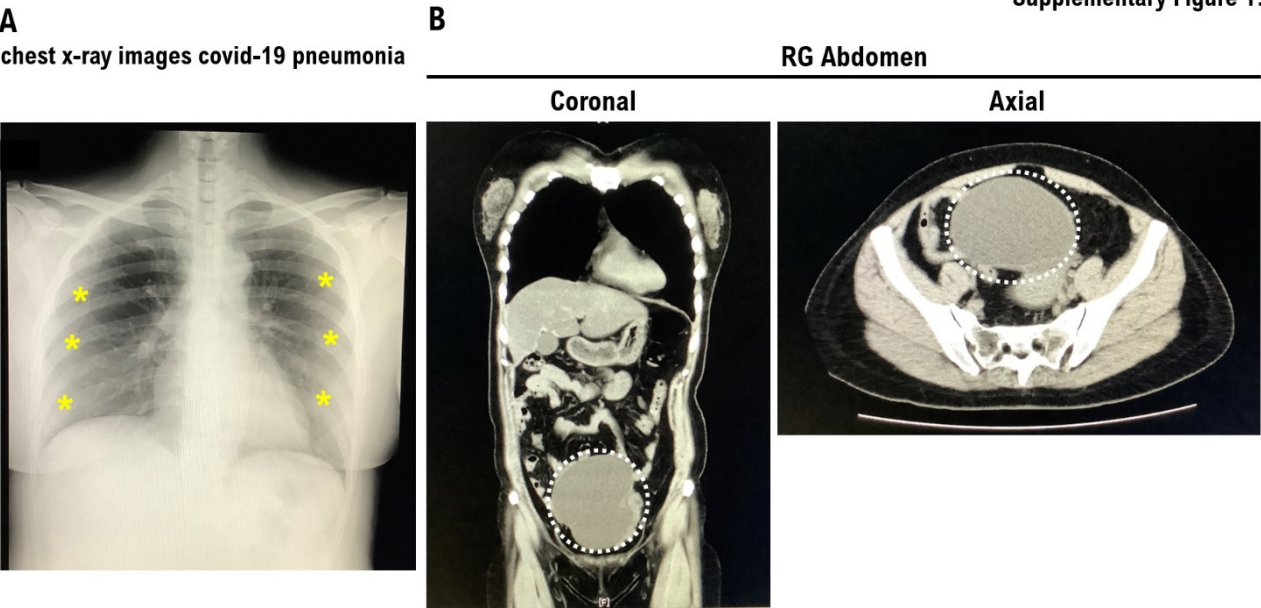 Supplementary Figure 1.
A
chest x-ray images covid-19 pneumonia
B
RG Abdomen
Coronal
Axial
[F]